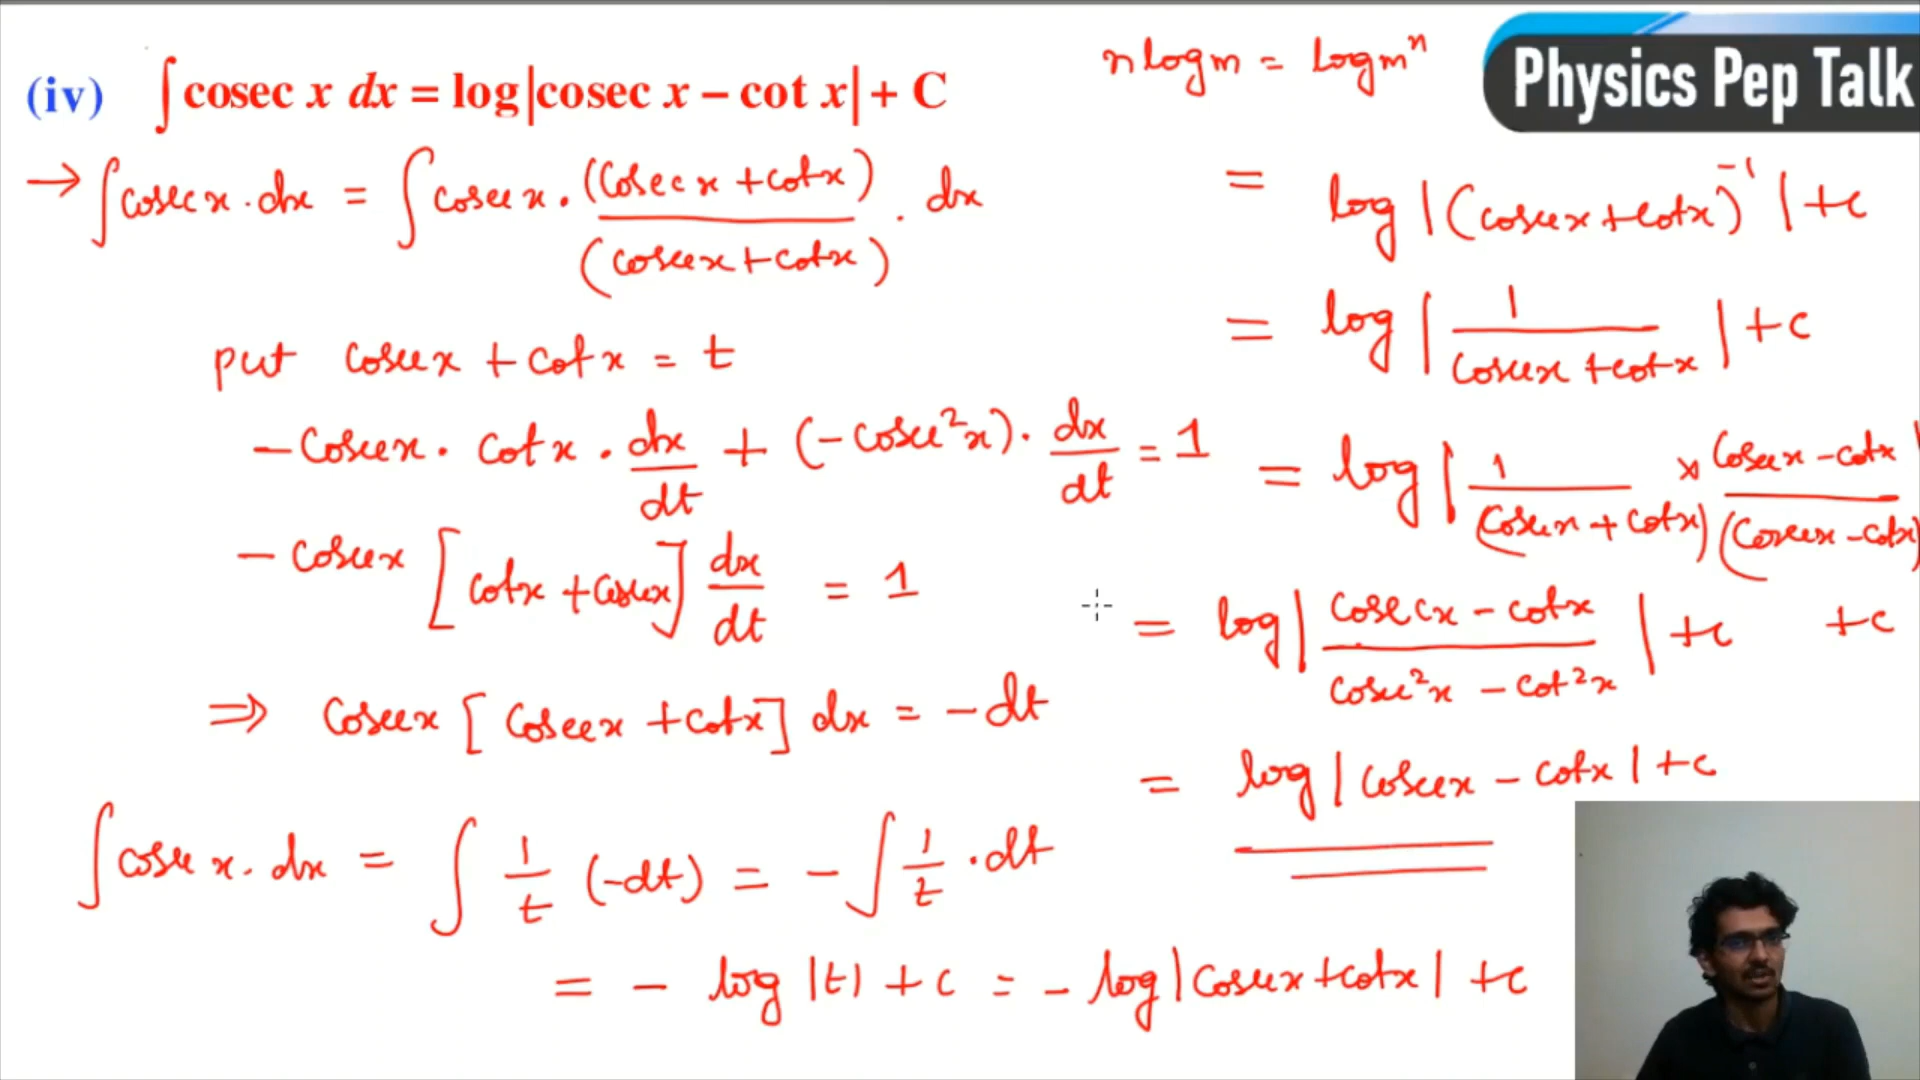 (iv) ∫ cosec x dx = log|cosec x – cot x| + C
→ ∫cosec x . dx = ∫ cosec x . (cosec x + cot x) / (cosec x + cot x) . dx
put cosec x + cot x = t
– cosec x . cot x . dx/dt + (– cosec² x) . dx/dt = 1
– cosec x [cot x + cosec x] dx/dt = 1
⇒ cosec x [cosec x + cot x] dx = – dt
∫cosec x . dx = ∫ 1/t (–dt) = – ∫ 1/t . dt
= – log |t| + c = – log |cosec x + cot x| + c
n log m = log mⁿ
Physics Pep Talk
= log |(cosec x + cot x)⁻¹| + c
= log | 1 / cosec x + cot x | + c
= log | 1 / (cosec x + cot x) × cosec x – cot x / (cosec x – cot x) |
+ c
= log | cosec x – cot x / cosec² x – cot² x | + c
= log |cosec x – cot x| + c